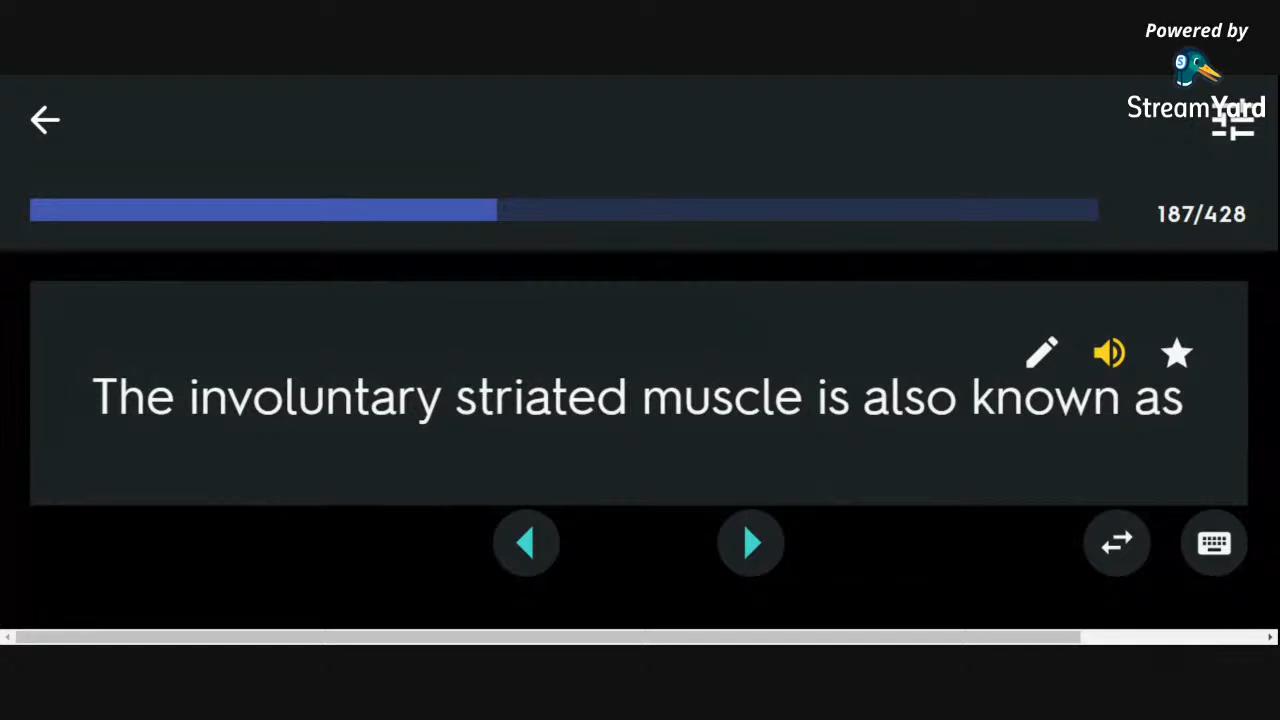 Powered by
StreamYard
187/428
The involuntary striated muscle is also known as